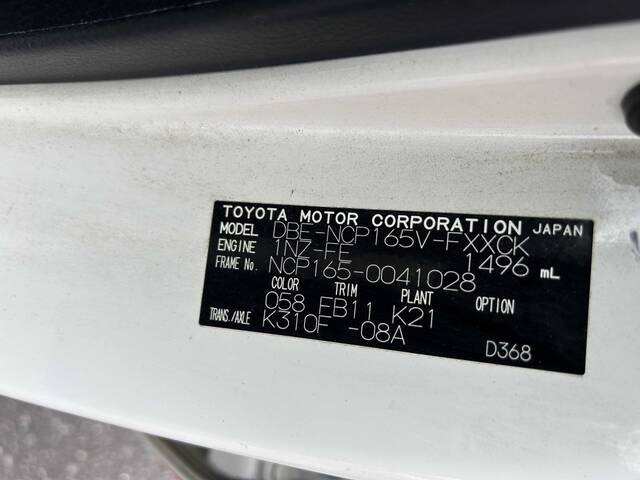 TOYOTA MOTOR CORPORATION JAPAN
MODEL DBE-NCP165V-FXXCK
ENGINE 1NZ-FE 1496 mL
FRAME No. NCP165-0041028
COLOR TRIM PLANT OPTION
058 FB11 K21
TRANS./AXLE K310F -08A
D368